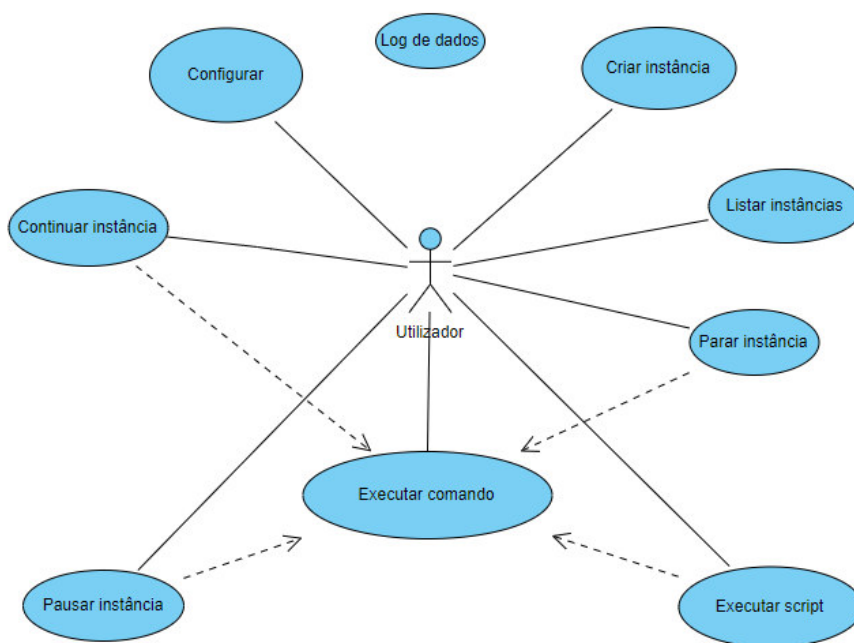 Log de dados
Configurar
Criar instância
Continuar instância
Listar instâncias
Utilizador
Parar instância
Executar comando
Pausar instância
Executar script